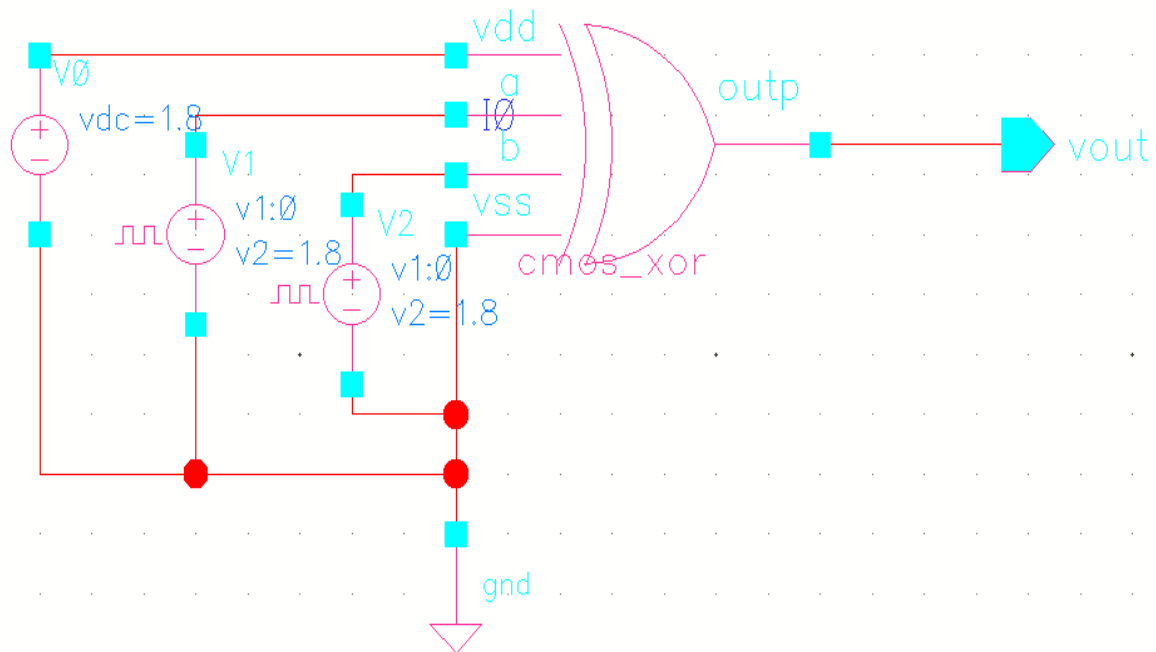 vdd
V0
a
outp
vdc=1.8
I0
b
vout
V1
vss
v1:0
V2
v2=1.8
cmos_xor
v1:0
v2=1.8
gnd